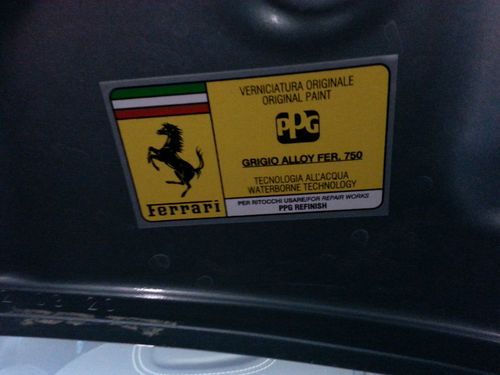 VERNICIATURA ORIGINALE
ORIGINAL PAINT
PPG
GRIGIO ALLOY FER. 750
TECNOLOGIA ALL'ACQUA
WATERBORNE TECHNOLOGY
Ferrari
PER RITOCCHI USARE/FOR REPAIR WORKS
PPG REFINISH